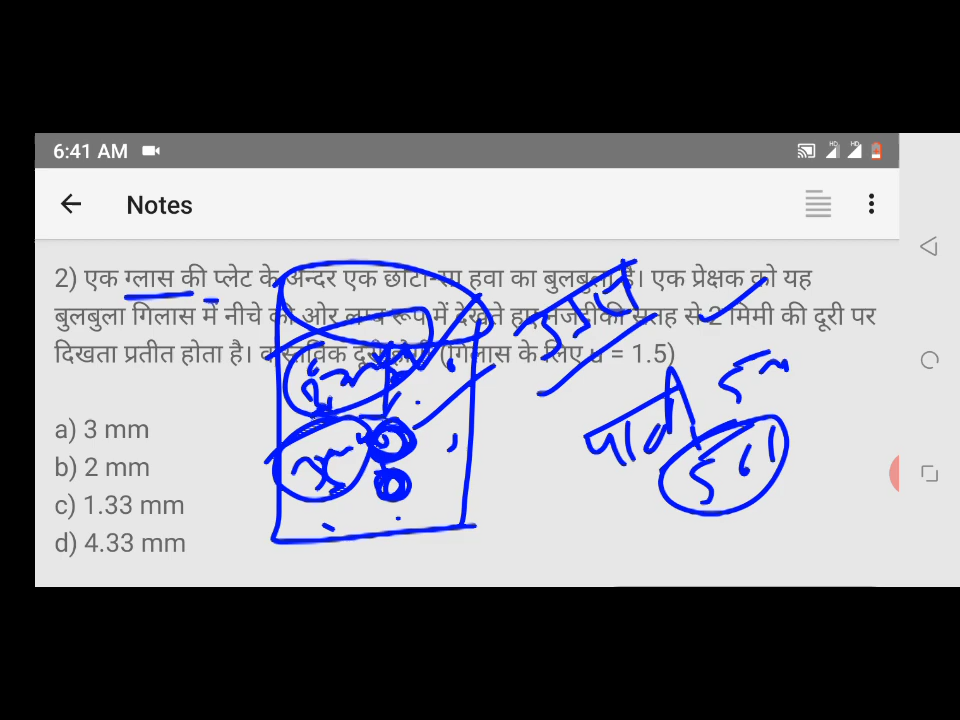 6:41 AM
Notes
2) एक ग्लास की प्लेट के अन्दर एक छोटा-सा हवा का बुलबुला है। एक प्रेक्षक को यह
बुलबुला गिलास में नीचे की ओर लम्ब रूप में देखते हुए नजदीकी सतह से 2 मिमी की दूरी पर
दिखता प्रतीत होता है। वास्तविक दूरी होगी (गिलास के लिए u = 1.5)
a) 3 mm
b) 2 mm
c) 1.33 mm
d) 4.33 mm